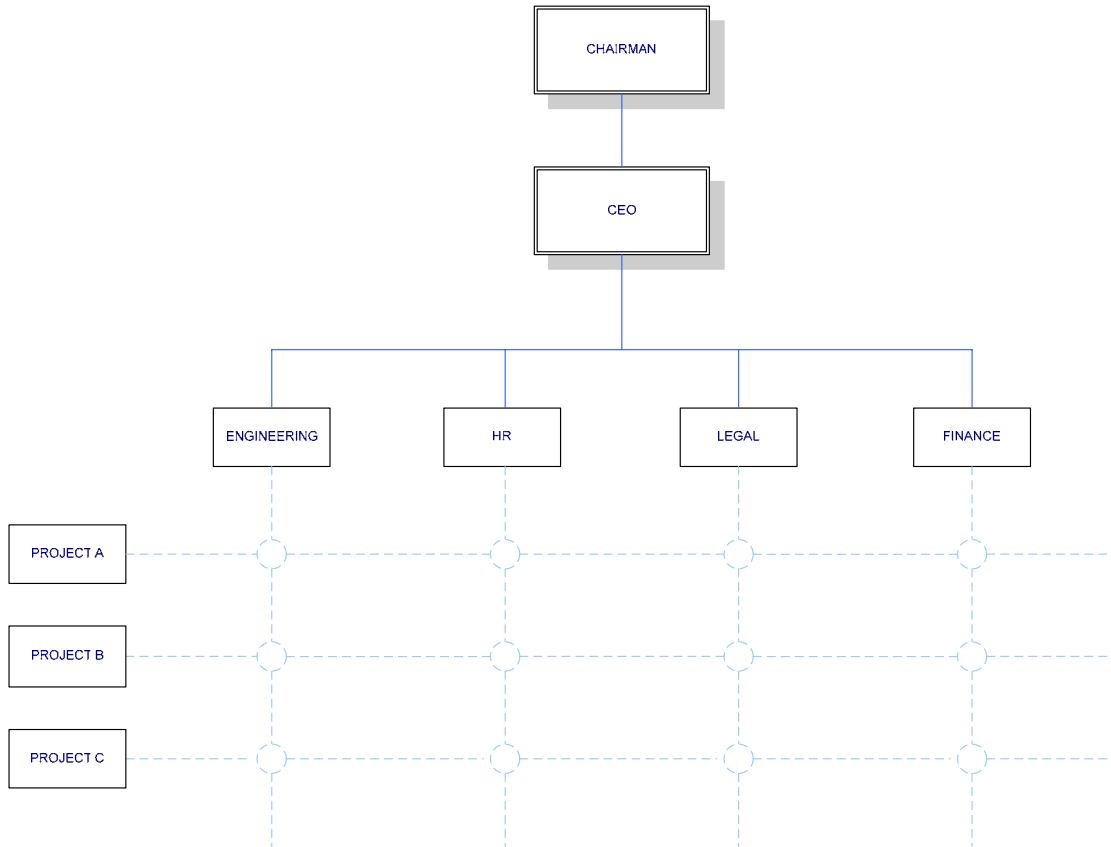 CHAIRMAN
CEO
ENGINEERING
HR
LEGAL
FINANCE
PROJECT A
PROJECT B
PROJECT C